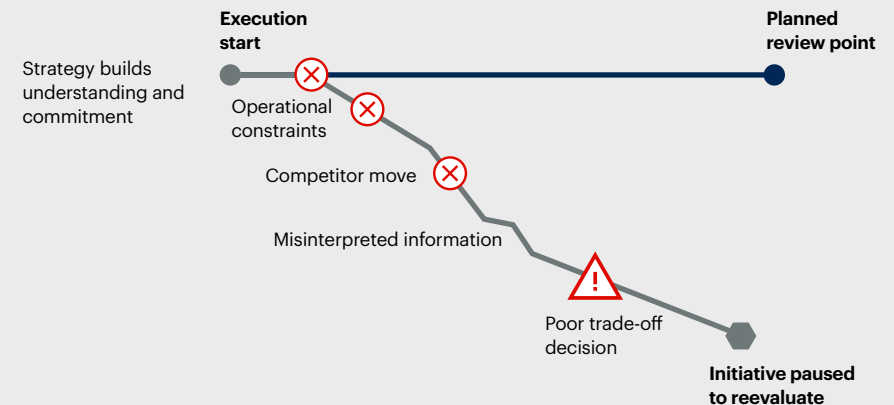 Execution
start
Planned
review point
Strategy builds
understanding and
commitment
Operational
constraints
Competitor move
Misinterpreted information
!
Poor trade-off
decision
Initiative paused
to reevaluate